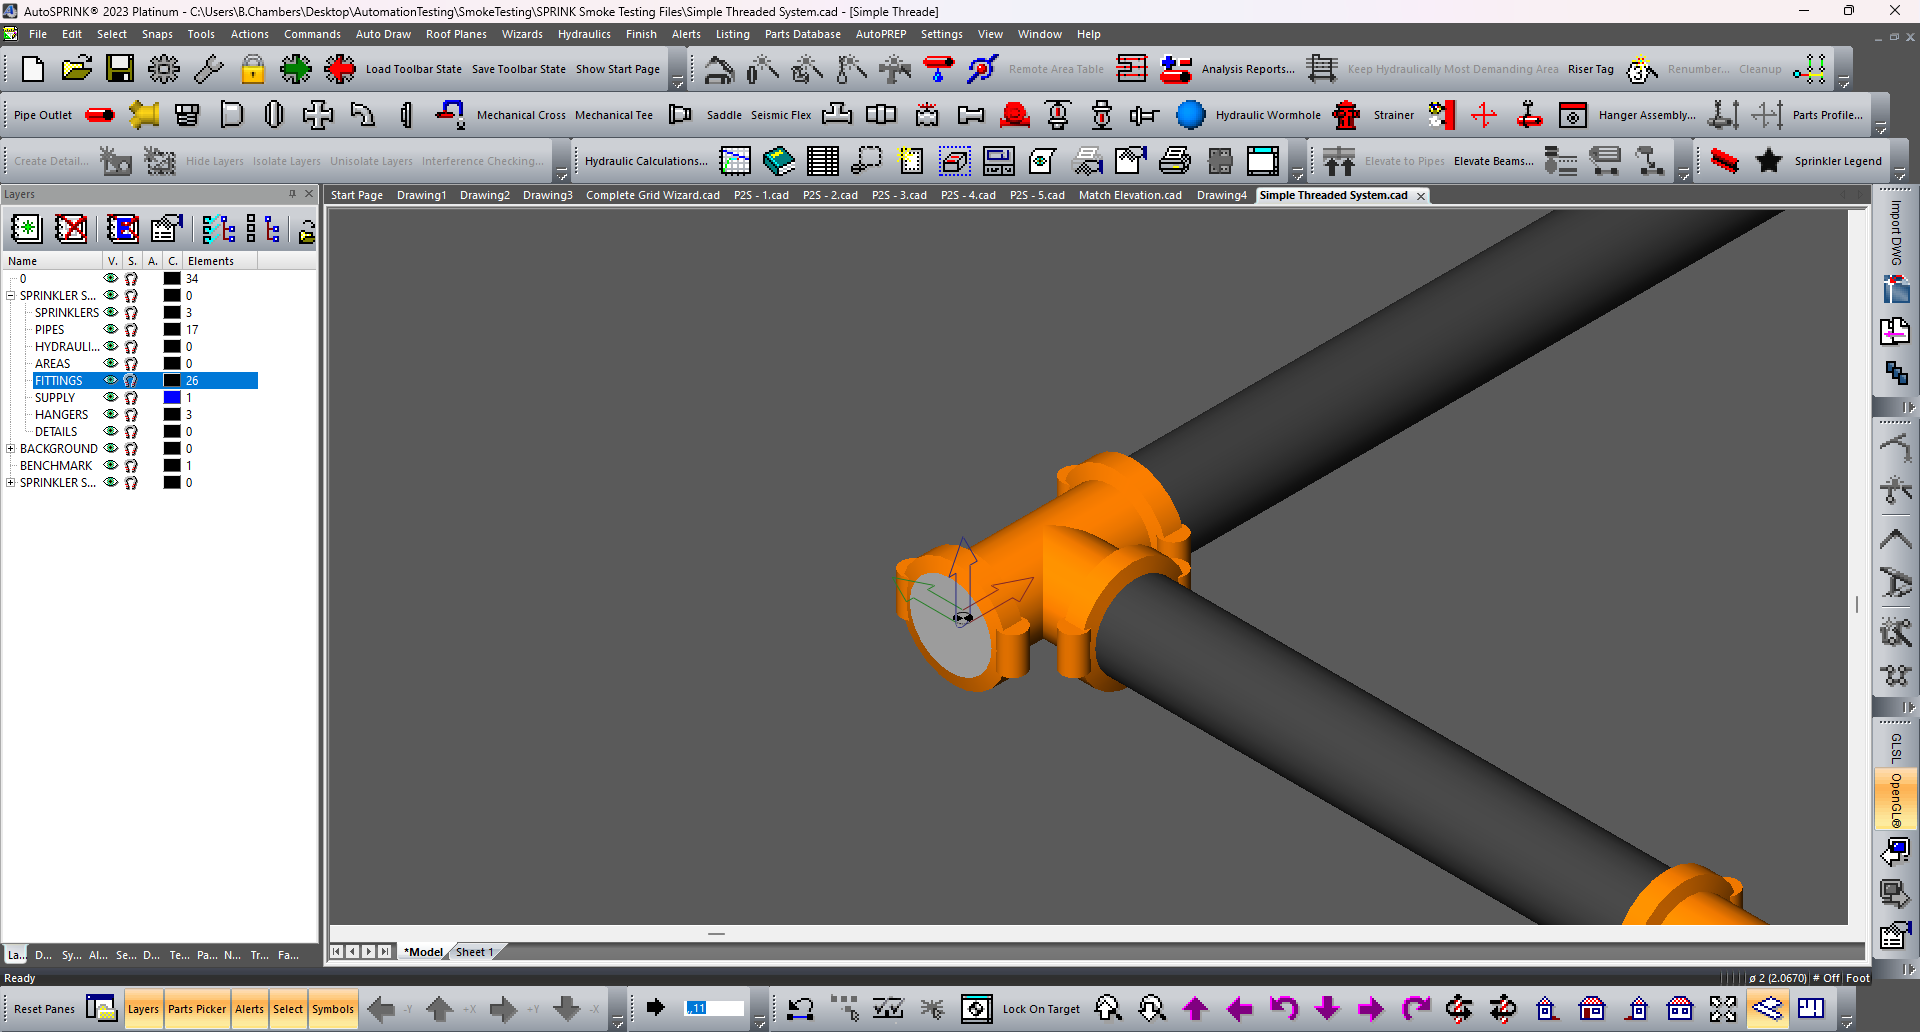 AutoSPRINK® 2023 Platinum - C:\Users\B.Chambers\Desktop\AutomationTesting\SmokeTesting\SPRINK Smoke Testing Files\Simple Threaded System.cad - [Simple Threade]
File Edit Select Snaps Tools Actions Commands Auto Draw Roof Planes Wizards Hydraulics Finish Alerts Listing Parts Database AutoPREP Settings View Window Help
Load Toolbar State Save Toolbar State Show Start Page Remote Area Table Analysis Reports... Keep Hydraulically Most Demanding Area Riser Tag Renumber... Cleanup
Pipe Outlet Mechanical Cross Mechanical Tee Saddle Seismic Flex Hydraulic Wormhole Strainer Hanger Assembly... Parts Profile...
Create Detail... Hide Layers Isolate Layers Unisolate Layers Interference Checking... Hydraulic Calculations... Elevate to Pipes Elevate Beams... Sprinkler Legend
Layers
Start Page Drawing1 Drawing2 Drawing3 Complete Grid Wizard.cad P2S - 1.cad P2S - 2.cad P2S - 3.cad P2S - 4.cad P2S - 5.cad Match Elevation.cad Drawing4 Simple Threaded System.cad
Name V. S. A. C. Elements
0 34
SPRINKLER S... 0
SPRINKLERS 3
PIPES 17
HYDRAULI... 0
AREAS 0
FITTINGS 26
SUPPLY 1
HANGERS 3
DETAILS 0
BACKGROUND 0
BENCHMARK 1
SPRINKLER S... 0
Import DWG
GLSL
OpenGL®
*Model Sheet 1
La... D... Sy... Al... Se... D... Te... Pa... N... Tr... Fa...
Ready
ø 2 (2.0670) # Off Foot
Reset Panes Layers Parts Picker Alerts Select Symbols -Y +X +Y -X ,,11 Lock On Target